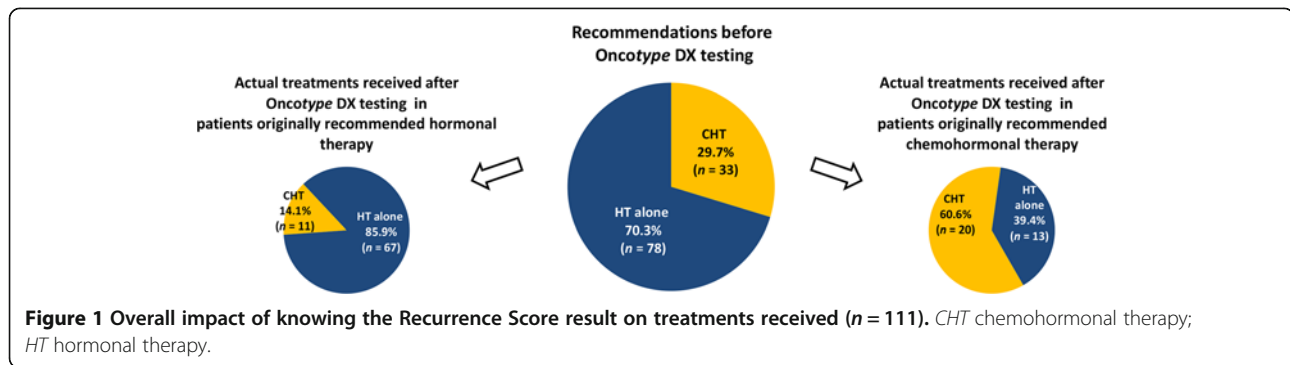 Recommendations before
Oncotype DX testing
Actual treatments received after
Oncotype DX testing in
patients originally recommended hormonal
therapy
Actual treatments received after
Oncotype DX testing in
patients originally recommended
chemohormonal therapy
CHT
14.1%
(n = 11)
HT alone
85.9%
(n = 67)
CHT
29.7%
(n = 33)
HT alone
70.3%
(n = 78)
CHT
60.6%
(n = 20)
HT
alone
39.4%
(n = 13)
Figure 1 Overall impact of knowing the Recurrence Score result on treatments received (n = 111). CHT chemohormonal therapy;
HT hormonal therapy.